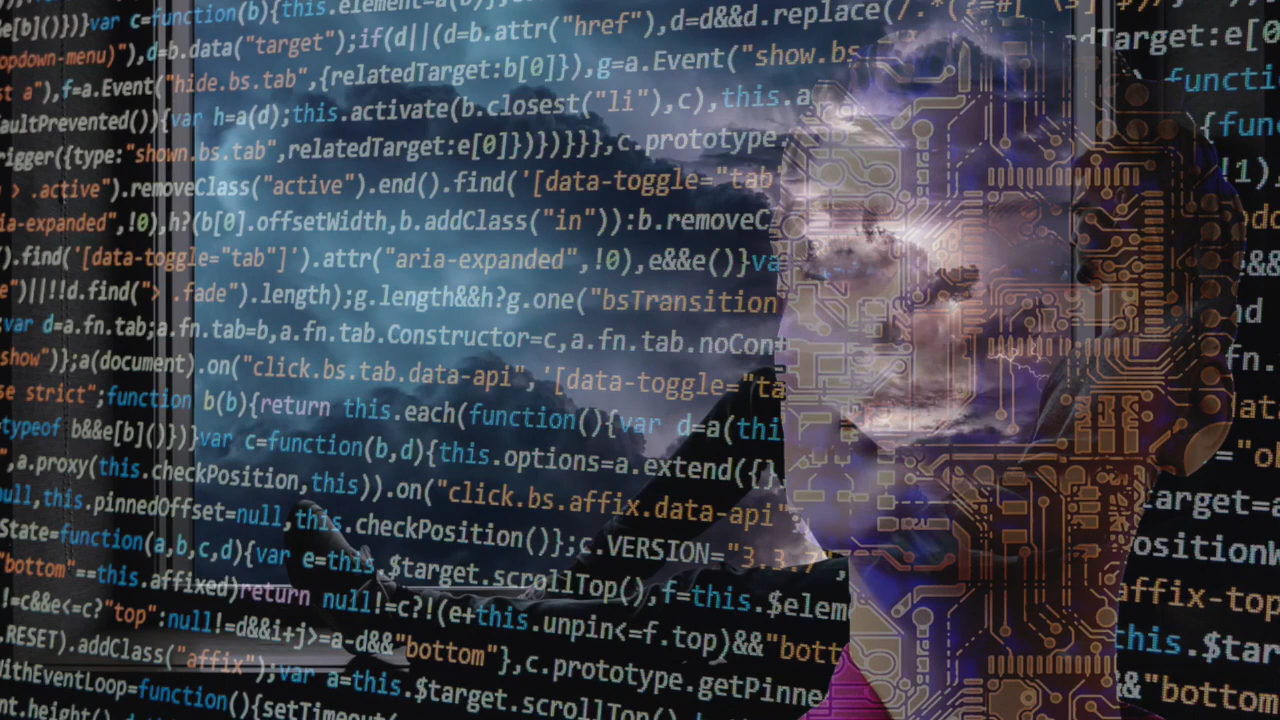 e[b]()})}var c=function(b){this.element=a(b)
opdown-menu)"),d=b.data("target");if(d||(d=b.attr("href"),d=d&&d.replace(/.*(?=#[ dTarget:e[0
st a"),f=a.Event("hide.bs.tab",{relatedTarget:b[0]}),g=a.Event("show.bs functi
aultPrevented()){var h=a(d);this.activate(b.closest("li"),c),this.a {fun
rigger({type:"shown.bs.tab",relatedTarget:e[0]})})}}},c.prototype. !1)
> .active").removeClass("active").end().find('[data-toggle="tab"
ia-expanded",!0),h?(b[0].offsetWidth,b.addClass("in")):b.removeC &&
).find('[data-toggle="tab"]').attr("aria-expanded",!0),e&&e()}va
e")||!!d.find("> .fade").length);g.length&&h?g.one("bsTransition fn.
;var d=a.fn.tab;a.fn.tab=b,a.fn.tab.Constructor=c,a.fn.tab.noCon
show")};a(document).on("click.bs.tab.data-api",'[data-toggle="ta
se strict";function b(b){return this.each(function(){var d=a(thi
typeof b&&e[b]()})}var c=function(b,d){this.options=a.extend({}, target=a
",a.proxy(this.checkPosition,this)).on("click.bs.affix.data-api" ositionW
ull,this.pinnedOffset=null,this.checkPosition()};c.VERSION="3.3.7", affix-top
State=function(a,b,c,d){var e=this.$target.scrollTop(),f=this.$elem this.$tar
"bottom"==this.affixed)return null!=c?!(e+this.unpin<=f.top)&&"bott &"bottom
!=c&&e<=c?"top":null!=d&&i+j>=a-d&&"bottom"},c.prototype.getPinne
.RESET).addClass("affix");var a=this.$target.scrollTop()
WithEventLoop=function(){setTimeout(
nt.height()